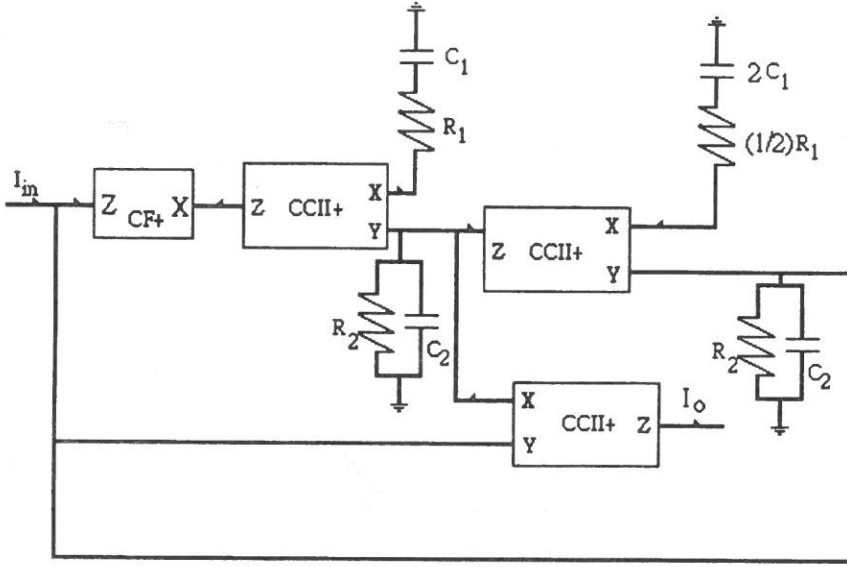 C1
2C1
R1
(1/2)R1
Iin
Z CF+ X
Z CCII+ X Y
Z CCII+ X Y
R2
C2
R2
C2
X Y CCII+ Z
Io